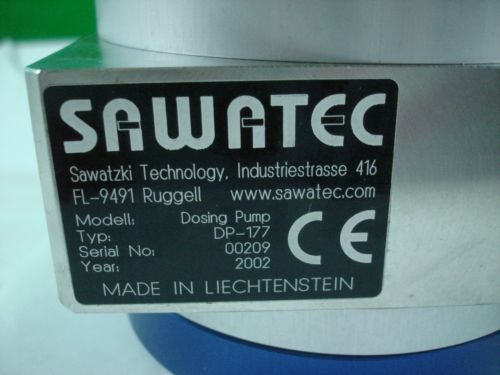 SAWATEC
Sawatzki Technology, Industriestrasse 416
FL-9491 Ruggell www.sawatec.com
Modell: Dosing Pump
Typ: DP-177
Serial No: 00209
Year: 2002
CE
MADE IN LIECHTENSTEIN